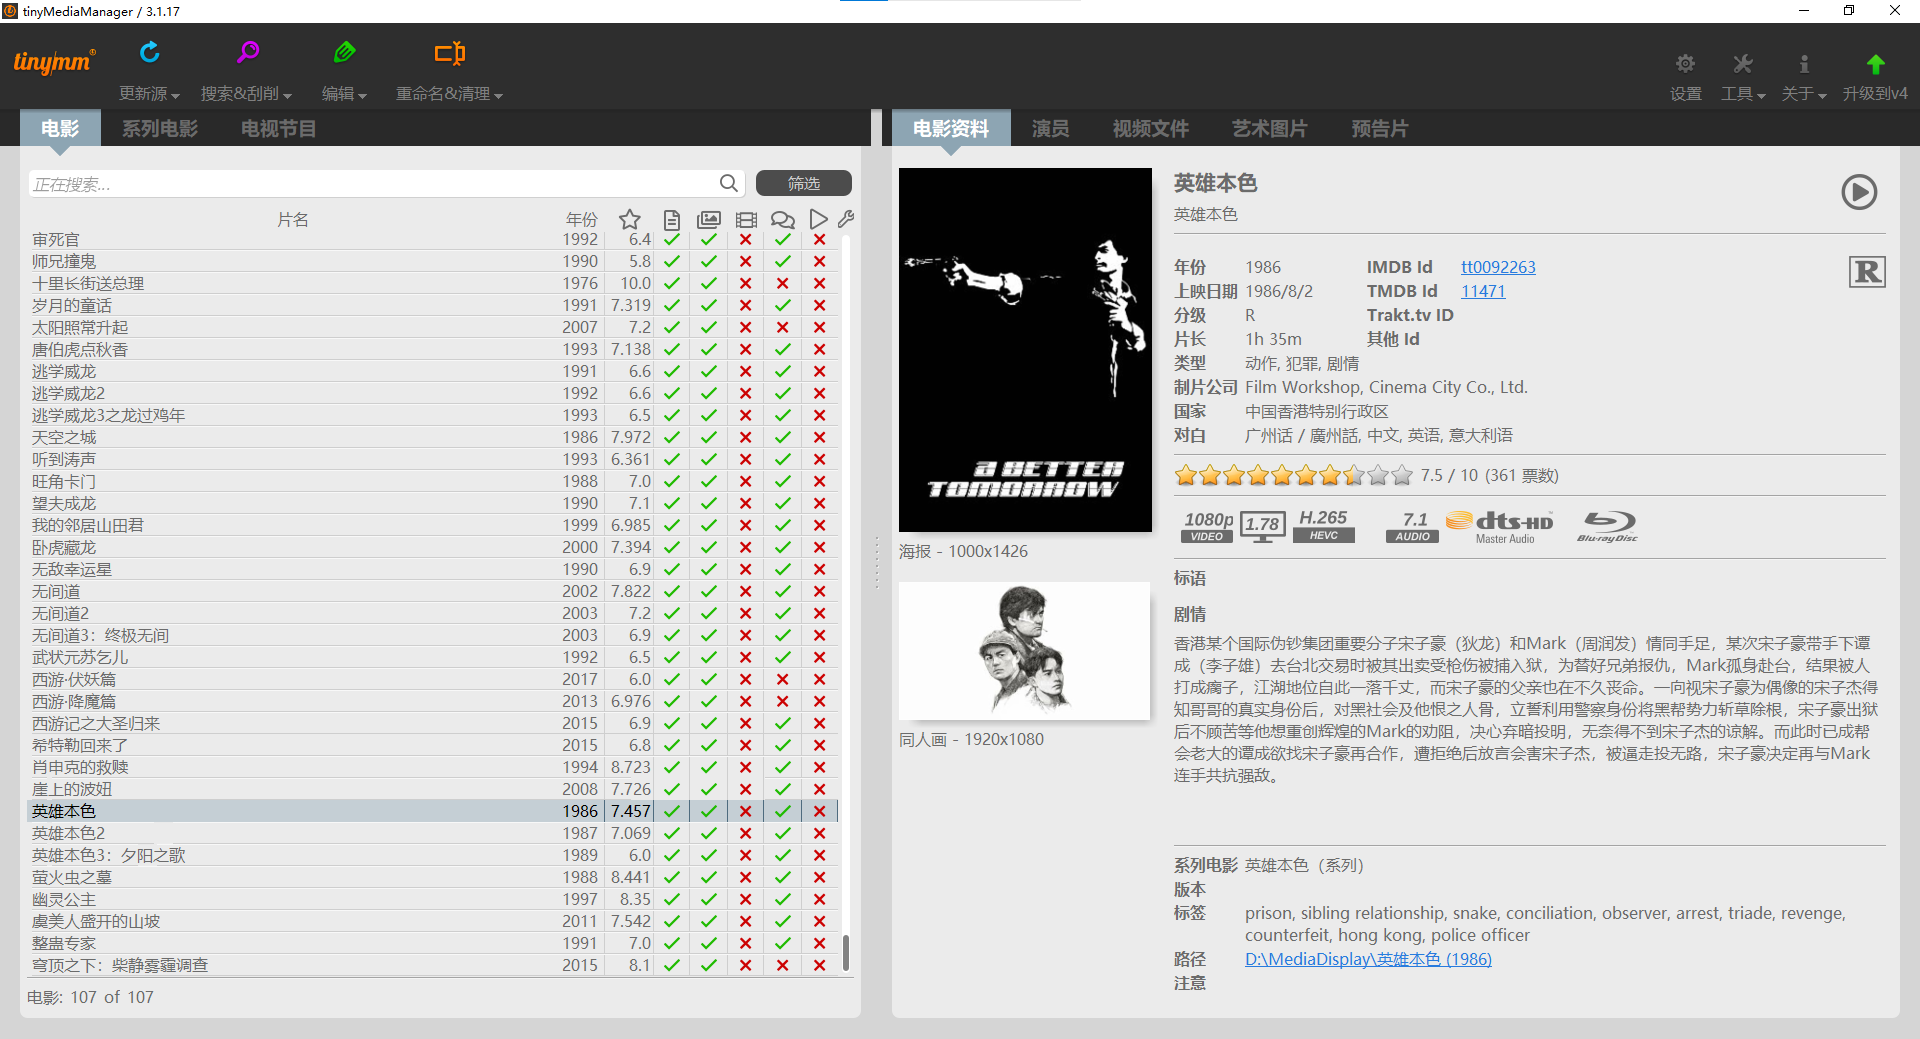 tinyMediaManager / 3.1.17
tinymm®
更新源
搜索&刮削
编辑
重命名&清理
设置
工具
关于
升级到v4
电影
系列电影
电视节目
正在搜索...
筛选
片名 年份
审死官 1992 6.4
师兄撞鬼 1990 5.8
十里长街送总理 1976 10.0
岁月的童话 1991 7.319
太阳照常升起 2007 7.2
唐伯虎点秋香 1993 7.138
逃学威龙 1991 6.6
逃学威龙2 1992 6.6
逃学威龙3之龙过鸡年 1993 6.5
天空之城 1986 7.972
听到涛声 1993 6.361
旺角卡门 1988 7.0
望夫成龙 1990 7.1
我的邻居山田君 1999 6.985
卧虎藏龙 2000 7.394
无敌幸运星 1990 6.9
无间道 2002 7.822
无间道2 2003 7.2
无间道3：终极无间 2003 6.9
武状元苏乞儿 1992 6.5
西游·伏妖篇 2017 6.0
西游·降魔篇 2013 6.976
西游记之大圣归来 2015 6.9
希特勒回来了 2015 6.8
肖申克的救赎 1994 8.723
崖上的波妞 2008 7.726
英雄本色 1986 7.457
英雄本色2 1987 7.069
英雄本色3：夕阳之歌 1989 6.0
萤火虫之墓 1988 8.441
幽灵公主 1997 8.35
虞美人盛开的山坡 2011 7.542
整蛊专家 1991 7.0
穹顶之下：柴静雾霾调查 2015 8.1
电影: 107 of 107
电影资料
演员
视频文件
艺术图片
预告片
A BETTER
TOMORROW
海报 - 1000x1426
同人画 - 1920x1080
英雄本色
英雄本色
年份 1986 IMDB Id tt0092263
R
上映日期 1986/8/2 TMDB Id 11471
分级 R Trakt.tv ID
片长 1h 35m 其他 Id
类型 动作, 犯罪, 剧情
制片公司 Film Workshop, Cinema City Co., Ltd.
国家 中国香港特别行政区
对白 广州话 / 廣州話, 中文, 英语, 意大利语
7.5 / 10 (361 票数)
1080p VIDEO
1.78
H.265 HEVC
7.1 AUDIO
dts-HD Master Audio
Blu-ray Disc
标语
剧情
香港某个国际伪钞集团重要分子宋子豪（狄龙）和Mark（周润发）情同手足，某次宋子豪带手下谭
成（李子雄）去台北交易时被其出卖受枪伤被捕入狱，为替好兄弟报仇，Mark孤身赴台，结果被人
打成瘸子，江湖地位自此一落千丈，而宋子豪的父亲也在不久丧命。一向视宋子豪为偶像的宋子杰得
知哥哥的真实身份后，对黑社会及他恨之入骨，立誓利用警察身份将黑帮势力斩草除根，宋子豪出狱
后不顾苦等他想重创辉煌的Mark的劝阻，决心弃暗投明，无奈得不到宋子杰的谅解。而此时已成帮
会老大的谭成欲找宋子豪再合作，遭拒绝后放言会害宋子杰，被逼走投无路，宋子豪决定再与Mark
连手共抗强敌。
系列电影 英雄本色（系列）
版本
标签 prison, sibling relationship, snake, conciliation, observer, arrest, triade, revenge,
counterfeit, hong kong, police officer
路径 D:\MediaDisplay\英雄本色 (1986)
注意